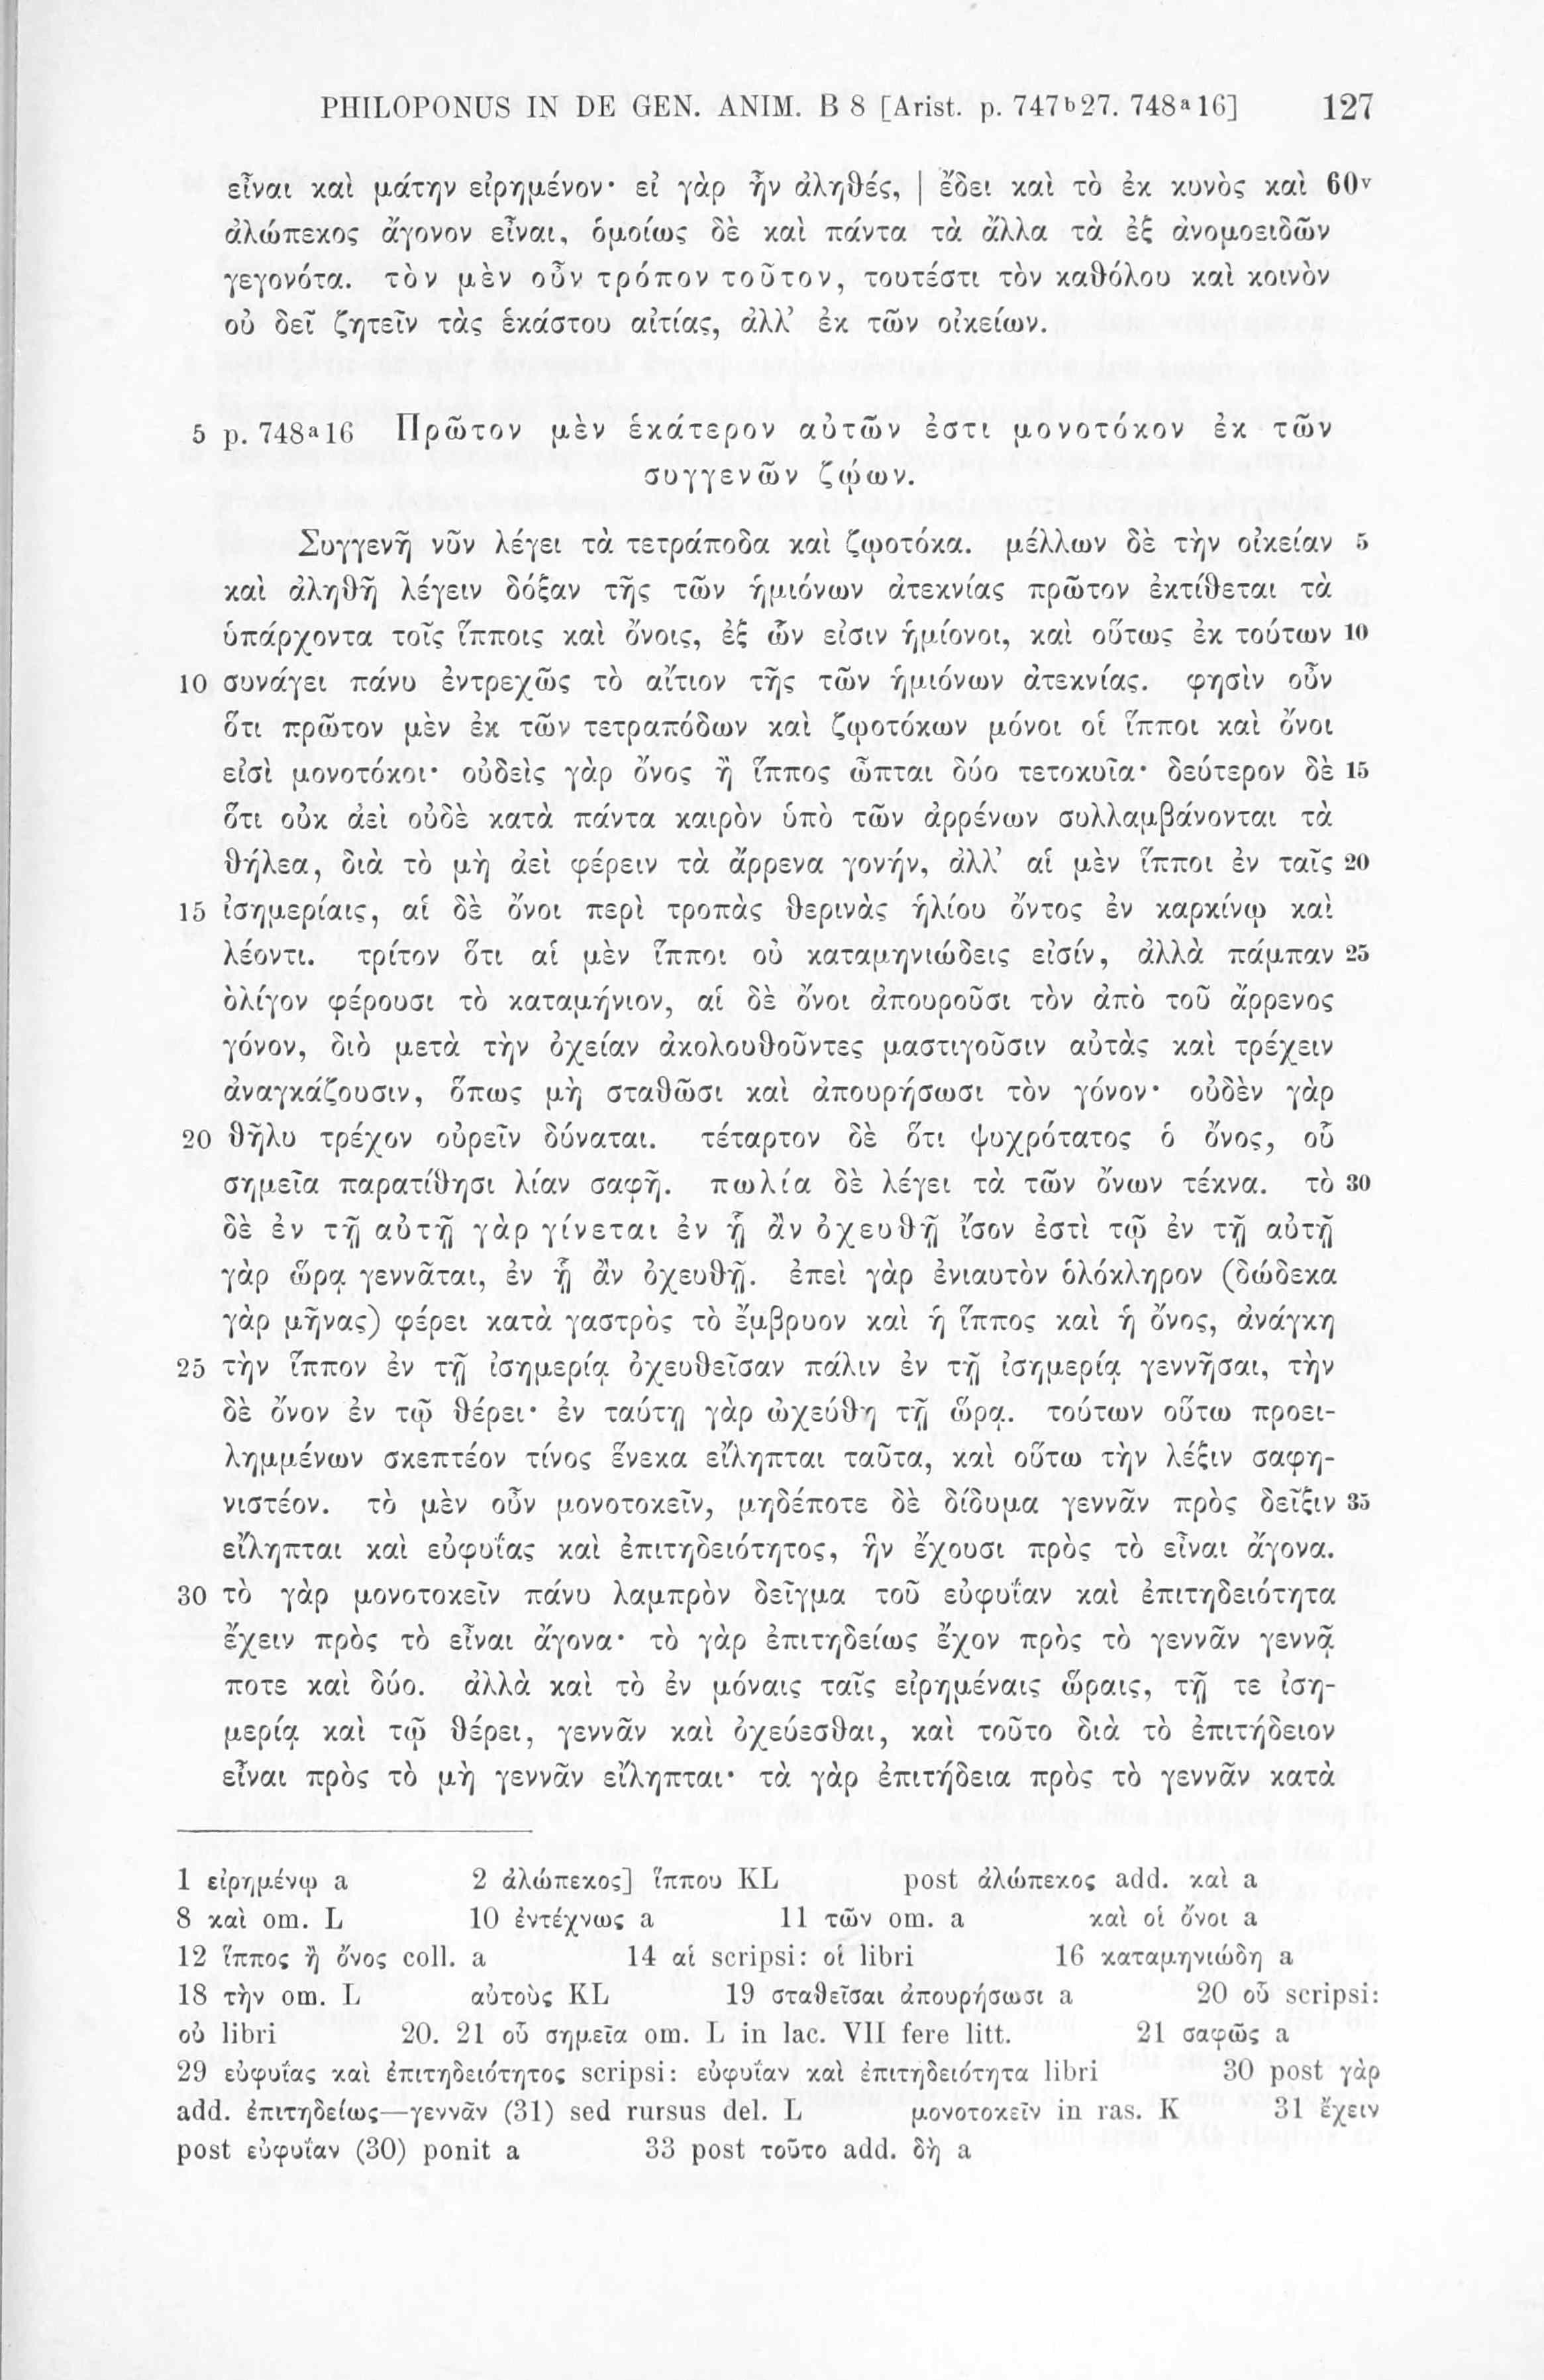 PHILOPONUS IN DE GEN. ANIM. B 8 [Arist. p. 747ᵇ27. 748ᵃ16] 127
εἶναι καὶ μάτην εἰρημένον· εἰ γὰρ ἦν ἀληθές, | ἔδει καὶ τὸ ἐκ κυνὸς καὶ 60ᵛ
ἀλώπεκος ἄγονον εἶναι, ὁμοίως δὲ καὶ πάντα τὰ ἄλλα τὰ ἐξ ἀνομοειδῶν
γεγονότα. τὸν μὲν οὖν τρόπον τοῦτον, τουτέστι τὸν καθόλου καὶ κοινὸν
οὐ δεῖ ζητεῖν τὰς ἑκάστου αἰτίας, ἀλλ’ ἐκ τῶν οἰκείων.
5 p. 748ᵃ16 Πρῶτον μὲν ἑκάτερον αὐτῶν ἐστι μονοτόκον ἐκ τῶν
συγγενῶν ζῴων.
Συγγενῆ νῦν λέγει τὰ τετράποδα καὶ ζῳοτόκα. μέλλων δὲ τὴν οἰκείαν 5
καὶ ἀληθῆ λέγειν δόξαν τῆς τῶν ἡμιόνων ἀτεκνίας πρῶτον ἐκτίθεται τὰ
ὑπάρχοντα τοῖς ἵπποις καὶ ὄνοις, ἐξ ὧν εἰσιν ἡμίονοι, καὶ οὕτως ἐκ τούτων 10
10 συνάγει πάνυ ἐντρεχῶς τὸ αἴτιον τῆς τῶν ἡμιόνων ἀτεκνίας. φησὶν οὖν
ὅτι πρῶτον μὲν ἐκ τῶν τετραπόδων καὶ ζῳοτόκων μόνοι οἱ ἵπποι καὶ ὄνοι
εἰσὶ μονοτόκοι· οὐδεὶς γὰρ ὄνος ἢ ἵππος ὦπται δύο τετοκυῖα· δεύτερον δὲ 15
ὅτι οὐκ ἀεὶ οὐδὲ κατὰ πάντα καιρὸν ὑπὸ τῶν ἀρρένων συλλαμβάνονται τὰ
θήλεα, διὰ τὸ μὴ ἀεὶ φέρειν τὰ ἄρρενα γονήν, ἀλλ’ αἱ μὲν ἵπποι ἐν ταῖς 20
15 ἰσημερίαις, αἱ δὲ ὄνοι περὶ τροπὰς θερινὰς ἡλίου ὄντος ἐν καρκίνῳ καὶ
λέοντι. τρίτον ὅτι αἱ μὲν ἵπποι οὐ καταμηνιώδεις εἰσίν, ἀλλὰ πάμπαν 25
ὀλίγον φέρουσι τὸ καταμήνιον, αἱ δὲ ὄνοι ἀπουροῦσι τὸν ἀπὸ τοῦ ἄρρενος
γόνον, διὸ μετὰ τὴν ὀχείαν ἀκολουθοῦντες μαστιγοῦσιν αὐτὰς καὶ τρέχειν
ἀναγκάζουσιν, ὅπως μὴ σταθῶσι καὶ ἀπουρήσωσι τὸν γόνον· οὐδὲν γὰρ
20 θῆλυ τρέχον οὐρεῖν δύναται. τέταρτον δὲ ὅτι ψυχρότατος ὁ ὄνος, οὗ
σημεῖα παρατίθησι λίαν σαφῆ. πωλία δὲ λέγει τὰ τῶν ὄνων τέκνα. τὸ 30
δὲ ἐν τῇ αὐτῇ γὰρ γίνεται ἐν ᾗ ἂν ὀχευθῇ ἴσον ἐστὶ τῷ ἐν τῇ αὐτῇ
γὰρ ὥρᾳ γεννᾶται, ἐν ᾗ ἂν ὀχευθῇ. ἐπεὶ γὰρ ἐνιαυτὸν ὁλόκληρον (δώδεκα
γὰρ μῆνας) φέρει κατὰ γαστρὸς τὸ ἔμβρυον καὶ ἡ ἵππος καὶ ἡ ὄνος, ἀνάγκη
25 τὴν ἵππον ἐν τῇ ἰσημερίᾳ ὀχευθεῖσαν πάλιν ἐν τῇ ἰσημερίᾳ γεννῆσαι, τὴν
δὲ ὄνον ἐν τῷ θέρει· ἐν ταύτῃ γὰρ ὠχεύθη τῇ ὥρᾳ. τούτων οὕτω προει-
λημμένων σκεπτέον τίνος ἕνεκα εἴληπται ταῦτα, καὶ οὕτω τὴν λέξιν σαφη-
νιστέον. τὸ μὲν οὖν μονοτοκεῖν, μηδέποτε δὲ δίδυμα γεννᾶν πρὸς δεῖξιν 35
εἴληπται καὶ εὐφυΐας καὶ ἐπιτηδειότητος, ἣν ἔχουσι πρὸς τὸ εἶναι ἄγονα.
30 τὸ γὰρ μονοτοκεῖν πάνυ λαμπρὸν δεῖγμα τοῦ εὐφυΐαν καὶ ἐπιτηδειότητα
ἔχειν πρὸς τὸ εἶναι ἄγονα· τὸ γὰρ ἐπιτηδείως ἔχον πρὸς τὸ γεννᾶν γεννᾷ
ποτε καὶ δύο. ἀλλὰ καὶ τὸ ἐν μόναις ταῖς εἰρημέναις ὥραις, τῇ τε ἰση-
μερίᾳ καὶ τῷ θέρει, γεννᾶν καὶ ὀχεύεσθαι, καὶ τοῦτο διὰ τὸ ἐπιτήδειον
εἶναι πρὸς τὸ μὴ γεννᾶν εἴληπται· τὰ γὰρ ἐπιτήδεια πρὸς τὸ γεννᾶν κατὰ
1 εἰρημένῳ a 2 ἀλώπεκος] ἵππου KL post ἀλώπεκος add. καὶ a
8 καὶ om. L 10 ἐντέχνως a 11 τῶν om. a καὶ οἱ ὄνοι a
12 ἵππος ἢ ὄνος coll. a 14 αἱ scripsi: οἱ libri 16 καταμηνιώδη a
18 τὴν om. L αὐτοὺς KL 19 σταθεῖσαι ἀπουρήσωσι a 20 οὗ scripsi:
οὐ libri 20. 21 οὗ σημεῖα om. L in lac. VII fere litt. 21 σαφῶς a
29 εὐφυΐας καὶ ἐπιτηδειότητος scripsi: εὐφυΐαν καὶ ἐπιτηδειότητα libri 30 post γὰρ
add. ἐπιτηδείως—γεννᾶν (31) sed rursus del. L μονοτοκεῖν in ras. K 31 ἔχειν
post εὐφυΐαν (30) ponit a 33 post τοῦτο add. δὴ a